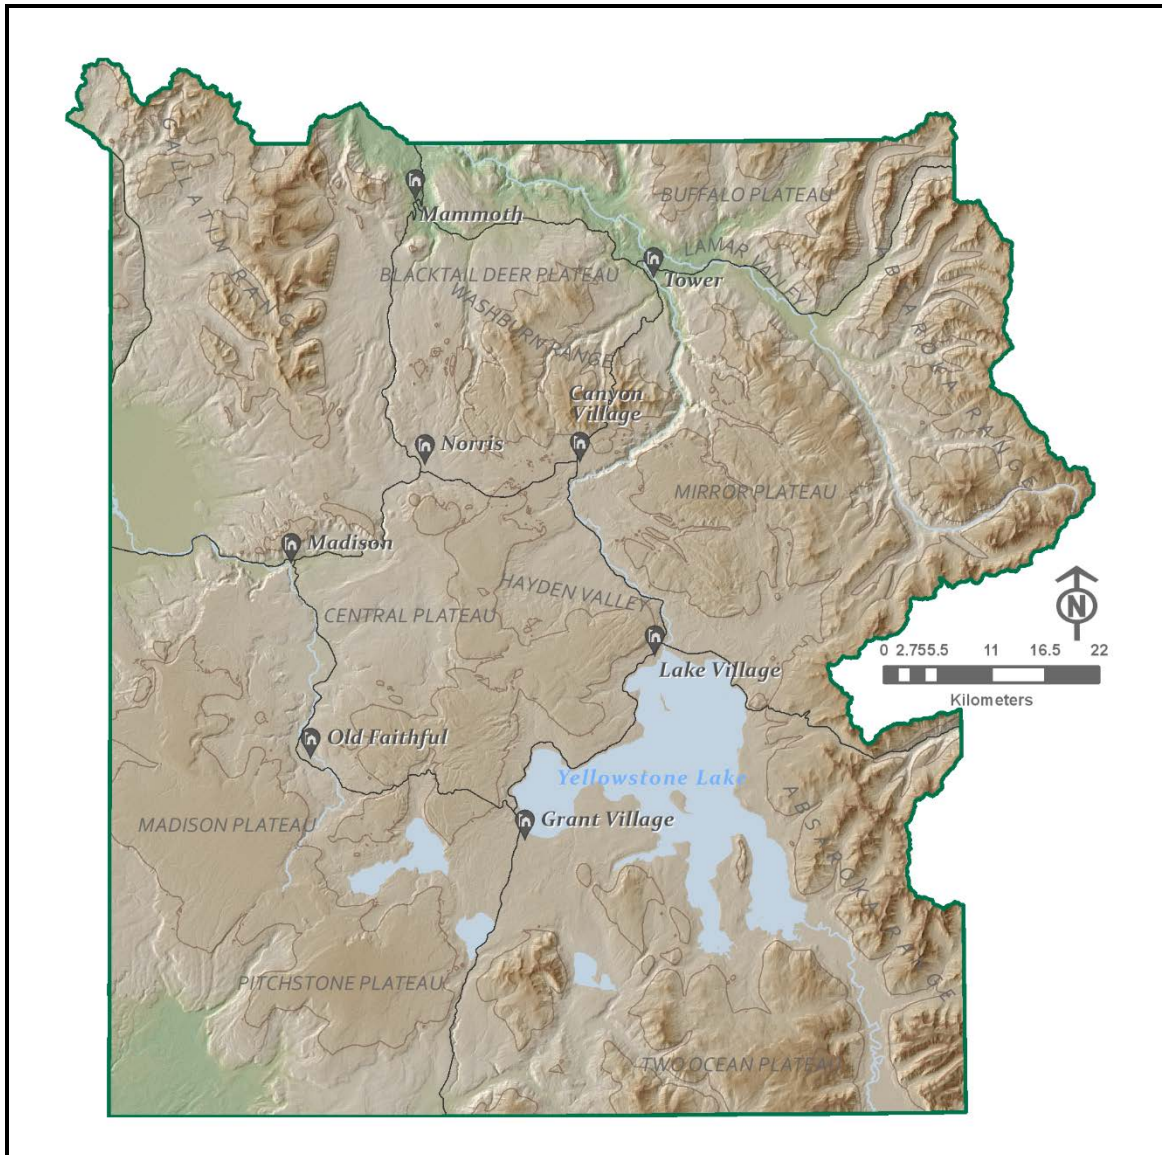 GALLATIN RANGE
BUFFALO PLATEAU
Mammoth
LAMAR VALLEY
ABSAROKA RANGE
BLACKTAIL DEER PLATEAU
Tower
WASHBURN RANGE
Canyon
Village
Norris
MIRROR PLATEAU
Madison
HAYDEN VALLEY
CENTRAL PLATEAU
N
0 2.755.5 11 16.5 22
Kilometers
Lake Village
Old Faithful
Yellowstone Lake
ABSAROKA RANGE
Grant Village
MADISON PLATEAU
PITCHSTONE PLATEAU
TWO OCEAN PLATEAU